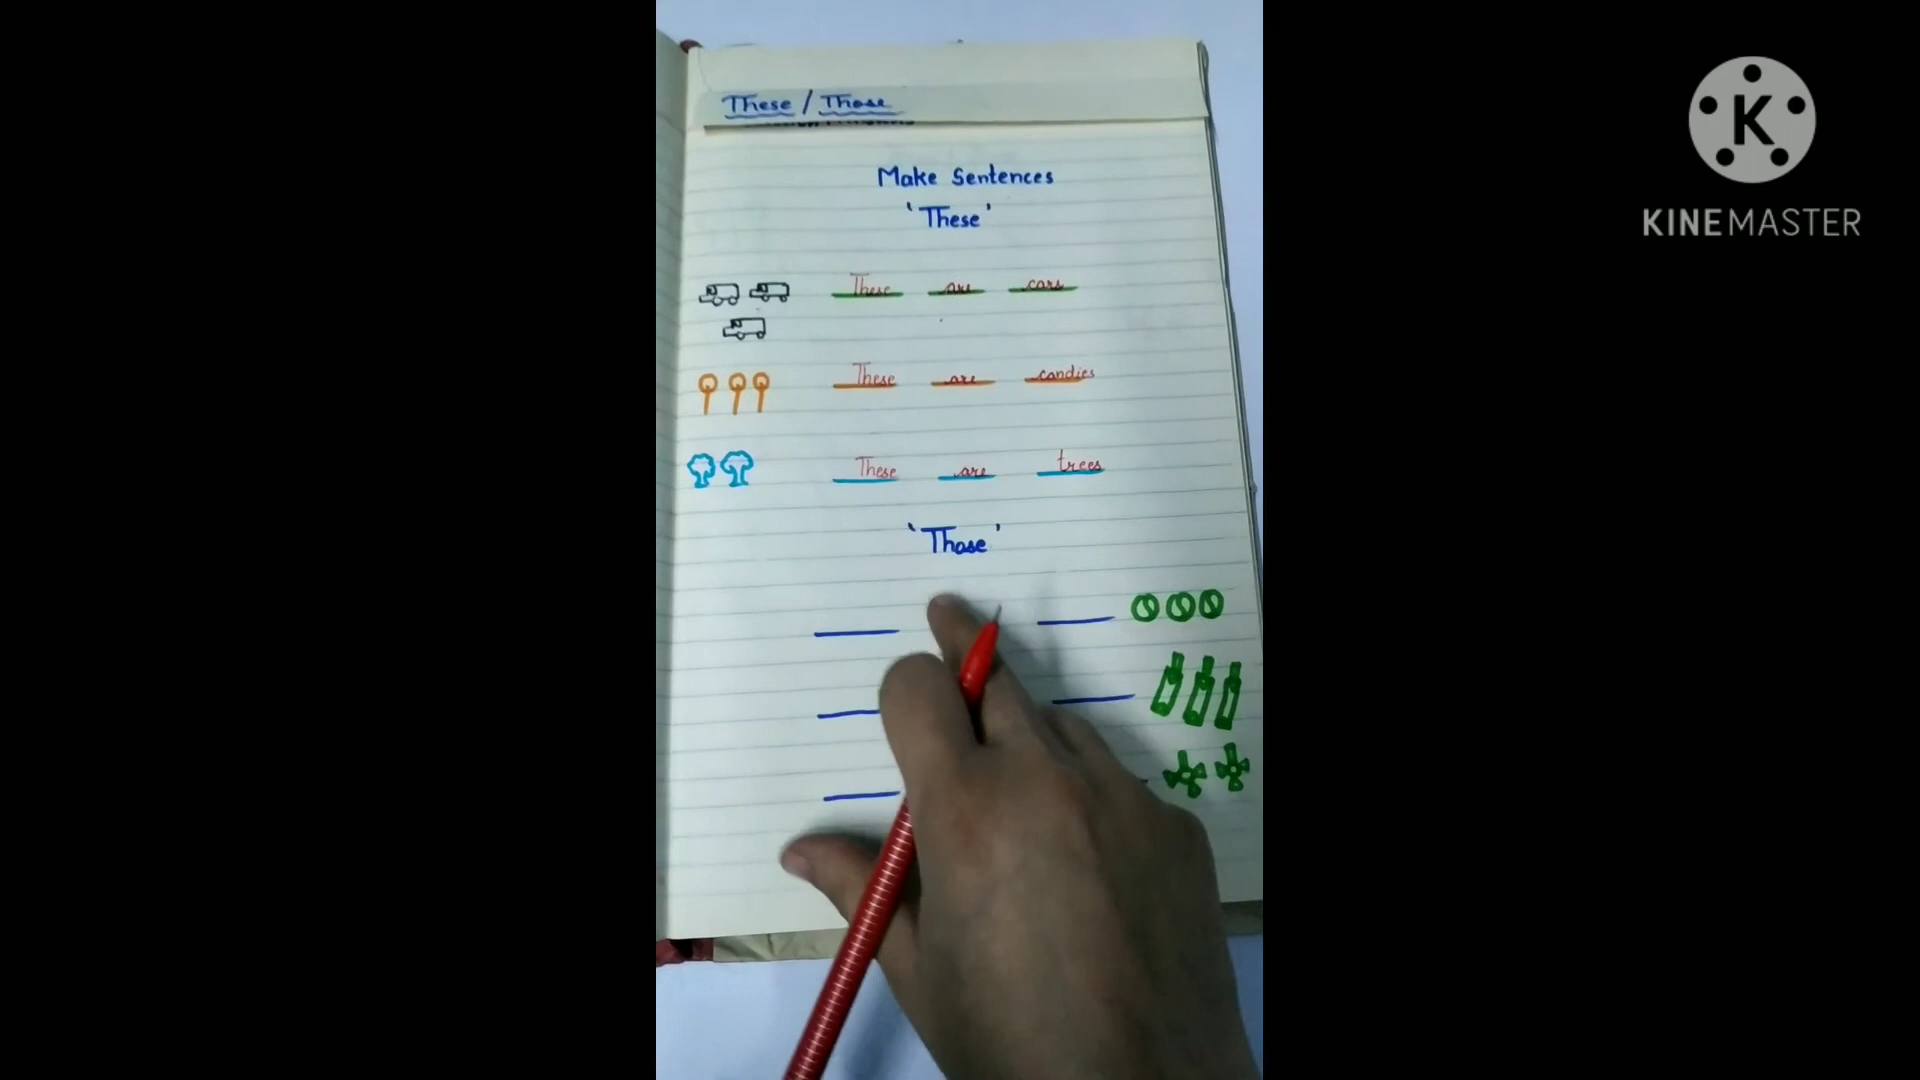 These / Those
Make Sentences
'These'
These are cars
These are candies
These are trees
'Those'
K
KINEMASTER